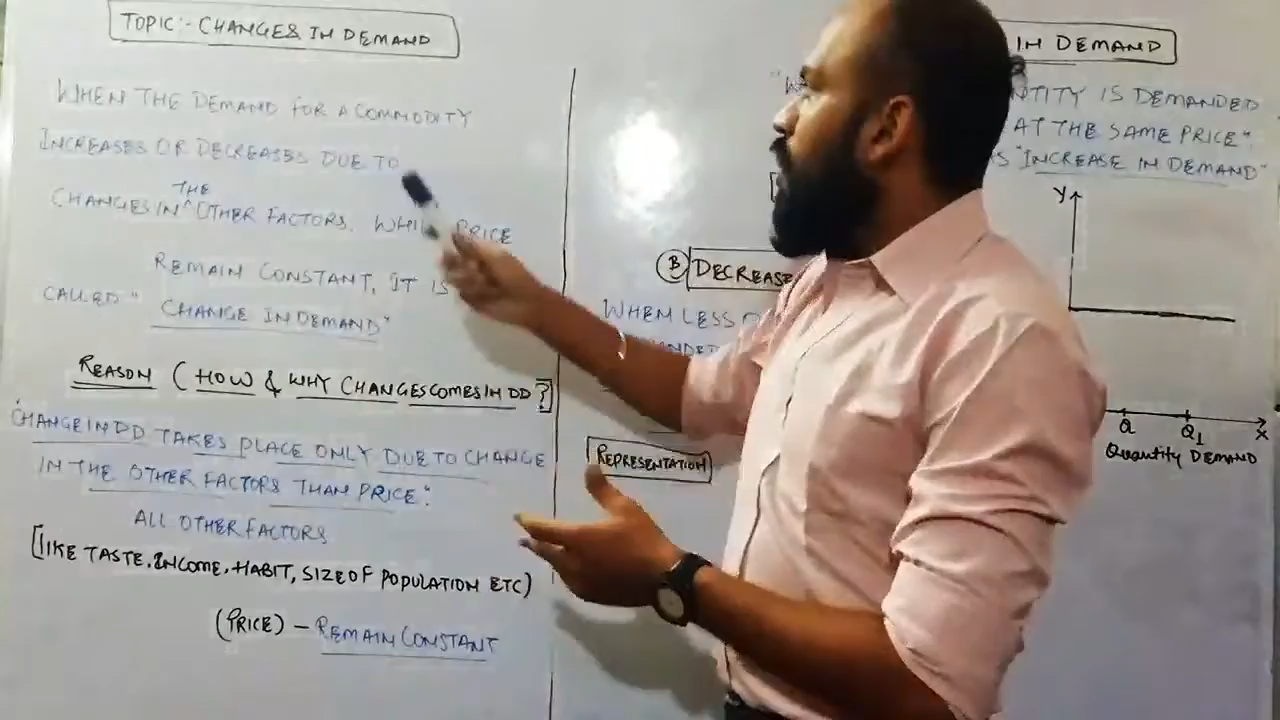 TOPIC:- CHANGES IN DEMAND
WHEN THE DEMAND FOR A COMMODITY
INCREASES OR DECREASES DUE TO
THE
CHANGES IN ^ OTHER FACTORS. WHIL PRICE
REMAIN CONSTANT, IT IS
CALLED " CHANGE IN DEMAND"
REASON (HOW & WHY CHANGES COMES IN DD?]
"CHANGE IN DD TAKES PLACE ONLY DUE TO CHANGE
IN THE OTHER FACTORS THAN PRICE".
ALL OTHER FACTORS
[LIKE TASTE, INCOME, HABIT, SIZE OF POPULATION ETC)
(PRICE) - REMAIN CONSTANT
IN DEMAND
NTITY IS DEMANDED
AT THE SAME PRICE".
"INCREASE IN DEMAND"
(B) DECREASE
WHEN LESS
REPRESENTATION
Y
Q Q1 X
Quantity DEMAND